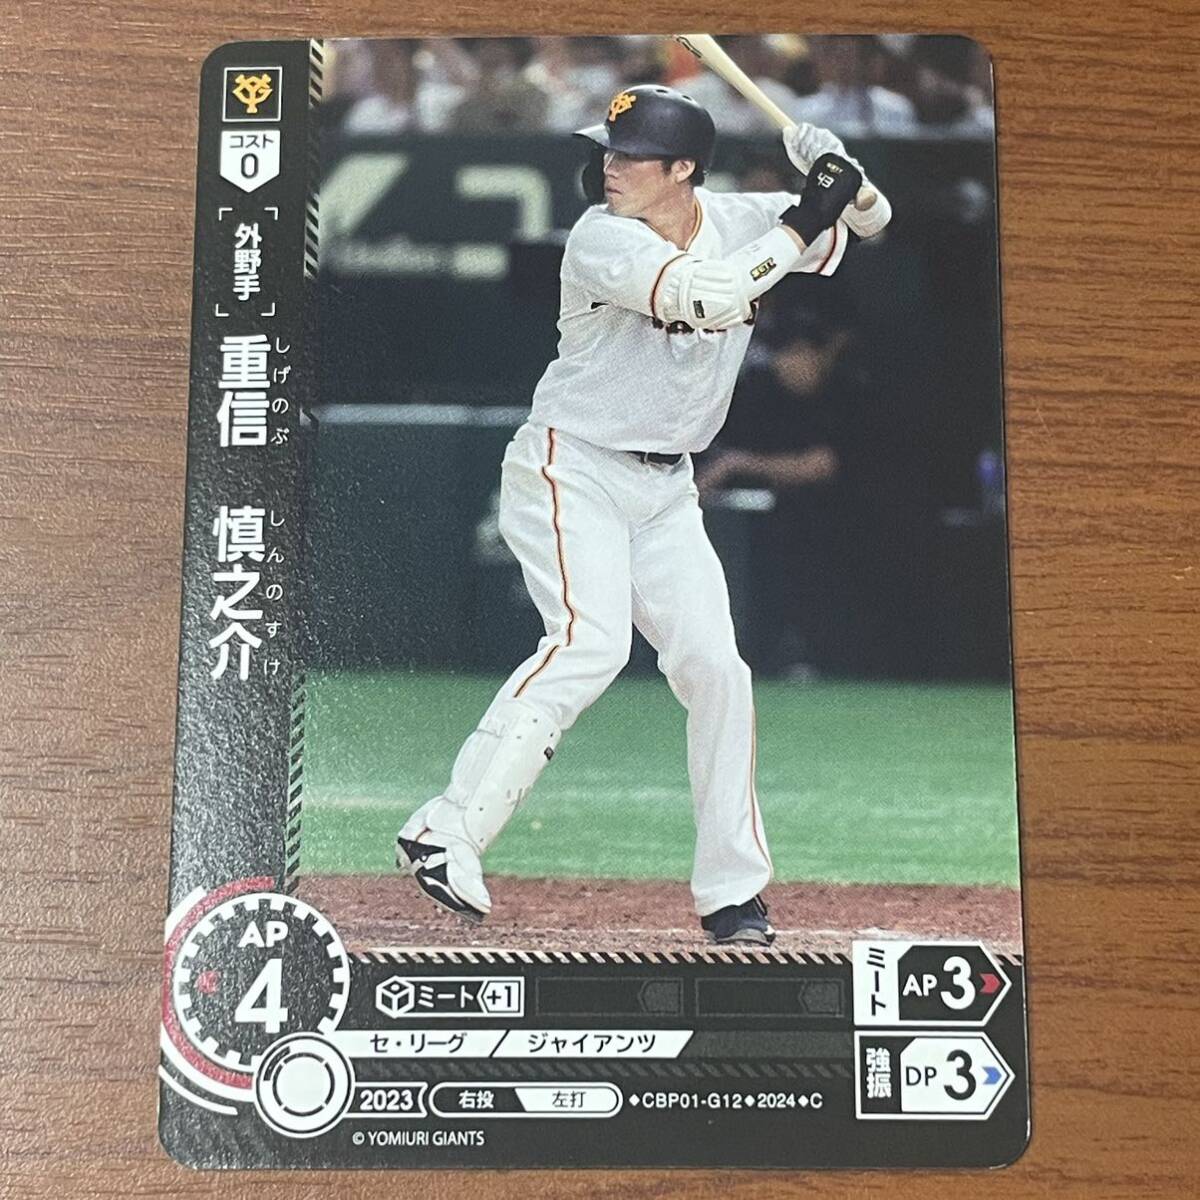 コスト
0
外野手
重信 慎之介
しげのぶ しんのすけ
AP
4
ミート +1
セ・リーグ / ジャイアンツ
2023 右投 左打 ◆CBP01-G12◆2024◆C
© YOMIURI GIANTS
ミート AP 3
強振 DP 3
43
ZETT